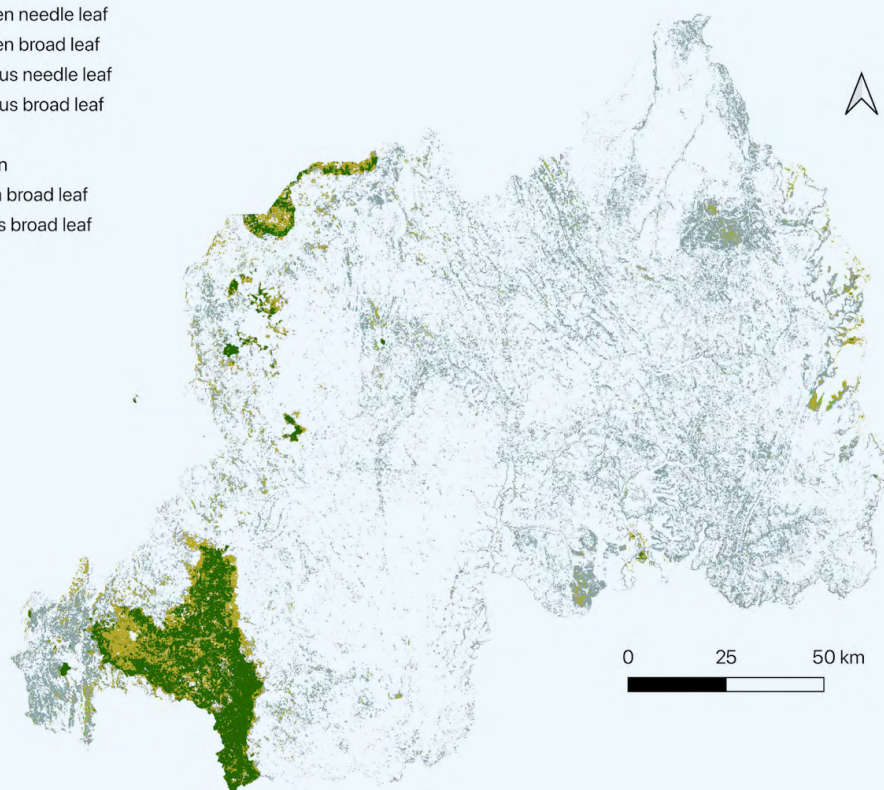 en needle leaf
en broad leaf
us needle leaf
us broad leaf
n
n broad leaf
s broad leaf
0 25 50 km